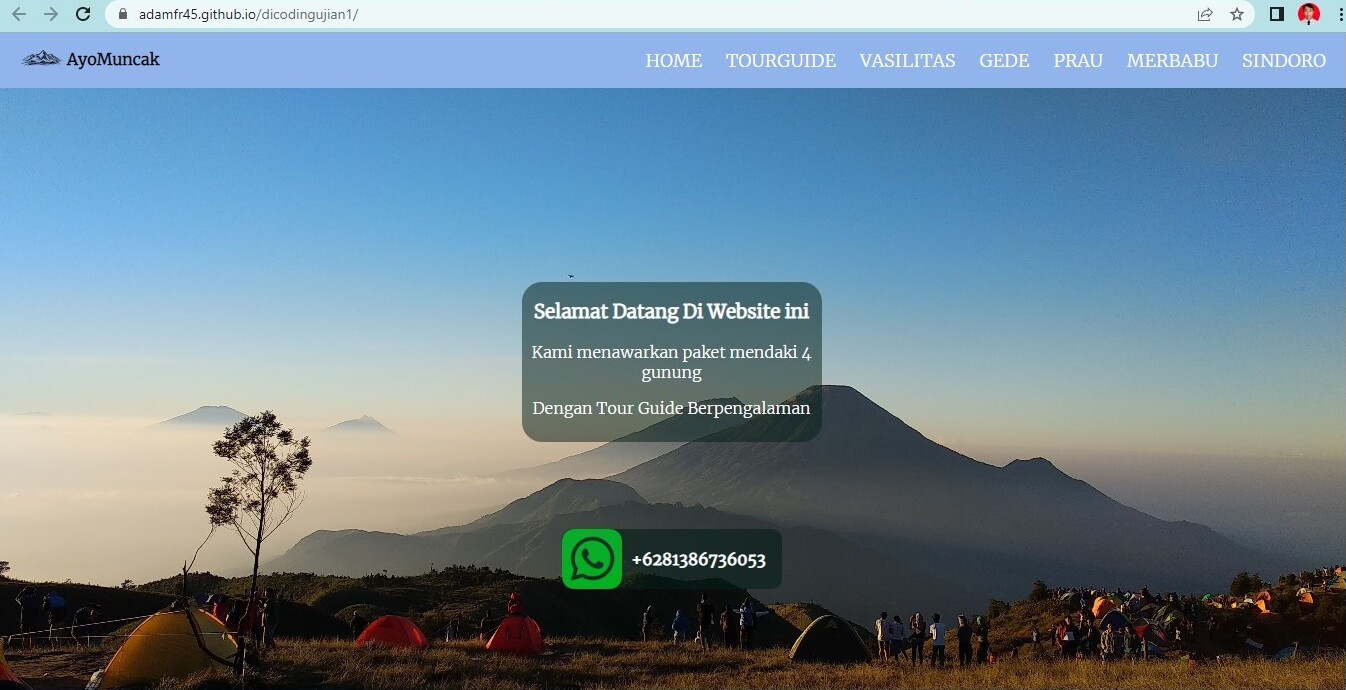 adamfr45.github.io/dicodingujian1/
AyoMuncak
HOME TOURGUIDE VASILITAS GEDE PRAU MERBABU SINDORO
Selamat Datang Di Website ini
Kami menawarkan paket mendaki 4
gunung
Dengan Tour Guide Berpengalaman
+6281386736053